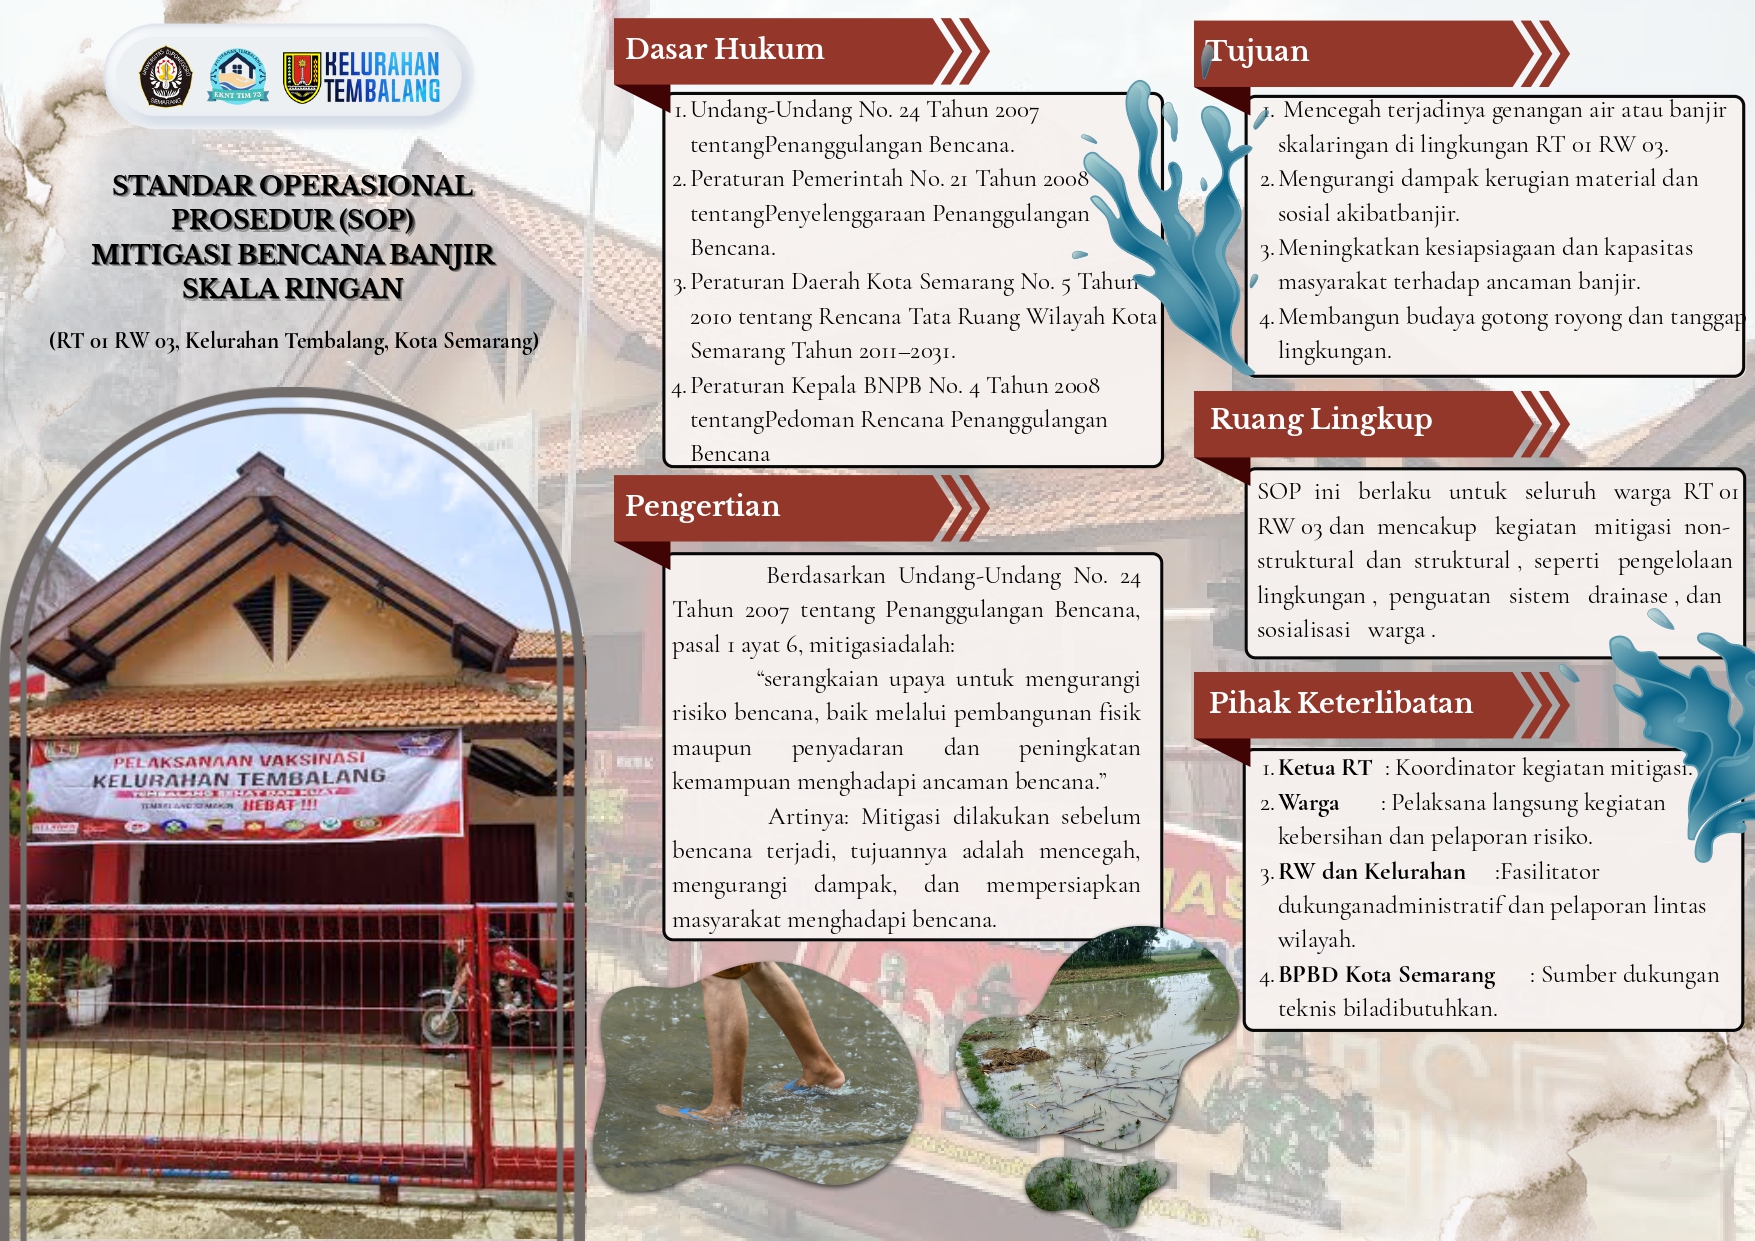 UNIVERSITAS DIPONEGORO
SEMARANG
KKNT TIM 73
KELURAHAN
TEMBALANG
STANDAR OPERASIONAL
PROSEDUR (SOP)
MITIGASI BENCANA BANJIR
SKALA RINGAN
(RT 01 RW 03, Kelurahan Tembalang, Kota Semarang)
PELAKSANAAN VAKSINASI
KELURAHAN TEMBALANG
TEMBALANG SEHAT DAN KUAT
HEBAT !!!
Dasar Hukum
1. Undang-Undang No. 24 Tahun 2007
tentangPenanggulangan Bencana.
2. Peraturan Pemerintah No. 21 Tahun 2008
tentangPenyelenggaraan Penanggulangan
Bencana.
3. Peraturan Daerah Kota Semarang No. 5 Tahun
2010 tentang Rencana Tata Ruang Wilayah Kota
Semarang Tahun 2011–2031.
4. Peraturan Kepala BNPB No. 4 Tahun 2008
tentangPedoman Rencana Penanggulangan
Bencana
Pengertian
Berdasarkan Undang-Undang No. 24
Tahun 2007 tentang Penanggulangan Bencana,
pasal 1 ayat 6, mitigasiadalah:
“serangkaian upaya untuk mengurangi
risiko bencana, baik melalui pembangunan fisik
maupun penyadaran dan peningkatan
kemampuan menghadapi ancaman bencana.”
Artinya: Mitigasi dilakukan sebelum
bencana terjadi, tujuannya adalah mencegah,
mengurangi dampak, dan mempersiapkan
masyarakat menghadapi bencana.
Tujuan
1. Mencegah terjadinya genangan air atau banjir
skalaringan di lingkungan RT 01 RW 03.
2. Mengurangi dampak kerugian material dan
sosial akibatbanjir.
3. Meningkatkan kesiapsiagaan dan kapasitas
masyarakat terhadap ancaman banjir.
4. Membangun budaya gotong royong dan tanggap
lingkungan.
Ruang Lingkup
SOP ini berlaku untuk seluruh warga RT 01
RW 03 dan mencakup kegiatan mitigasi non-
struktural dan struktural , seperti pengelolaan
lingkungan , penguatan sistem drainase , dan
sosialisasi warga .
Pihak Keterlibatan
1. Ketua RT : Koordinator kegiatan mitigasi.
2. Warga : Pelaksana langsung kegiatan
kebersihan dan pelaporan risiko.
3. RW dan Kelurahan :Fasilitator
dukunganadministratif dan pelaporan lintas
wilayah.
4. BPBD Kota Semarang : Sumber dukungan
teknis biladibutuhkan.